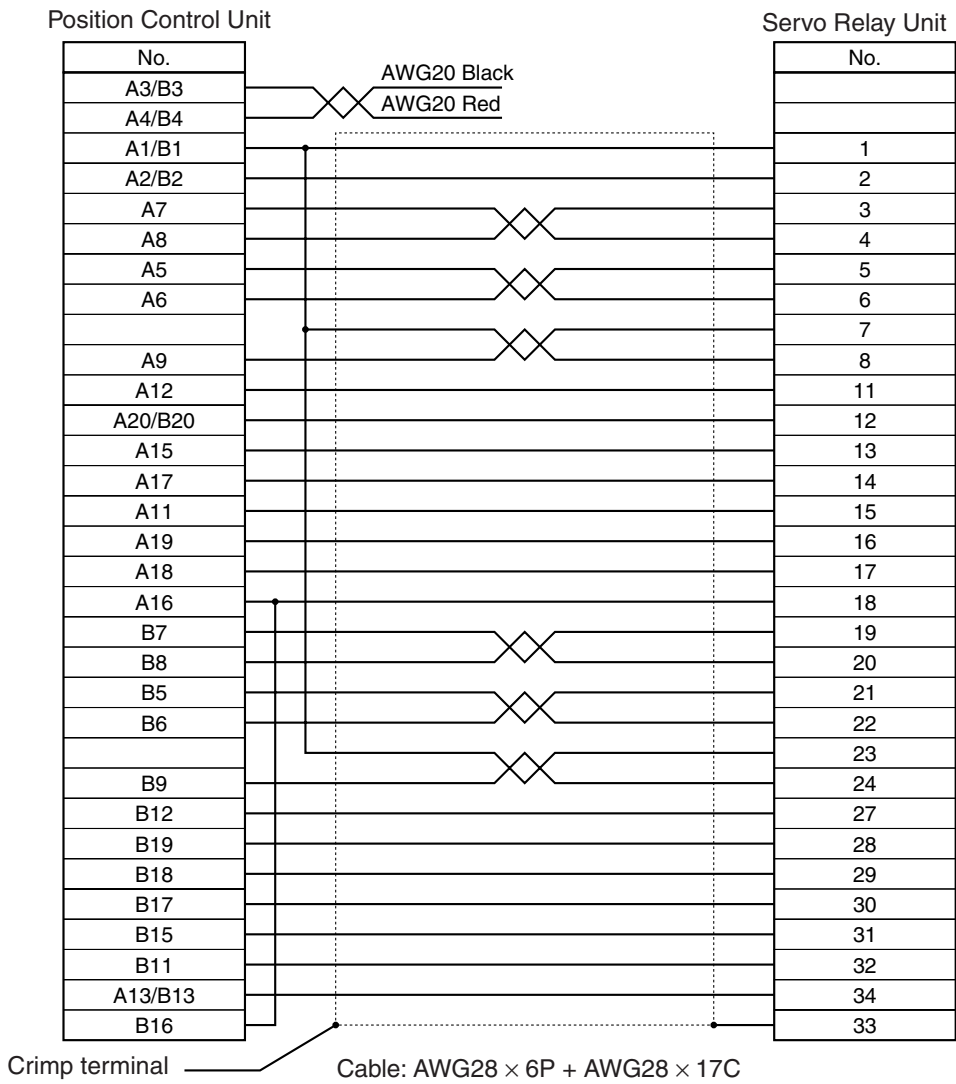 Position Control Unit Servo Relay Unit
No. No.
A3/B3 AWG20 Black
A4/B4 AWG20 Red
A1/B1 1
A2/B2 2
A7 3
A8 4
A5 5
A6 6
7
A9 8
A12 11
A20/B20 12
A15 13
A17 14
A11 15
A19 16
A18 17
A16 18
B7 19
B8 20
B5 21
B6 22
23
B9 24
B12 27
B19 28
B18 29
B17 30
B15 31
B11 32
A13/B13 34
B16 33
Crimp terminal Cable: AWG28 × 6P + AWG28 × 17C